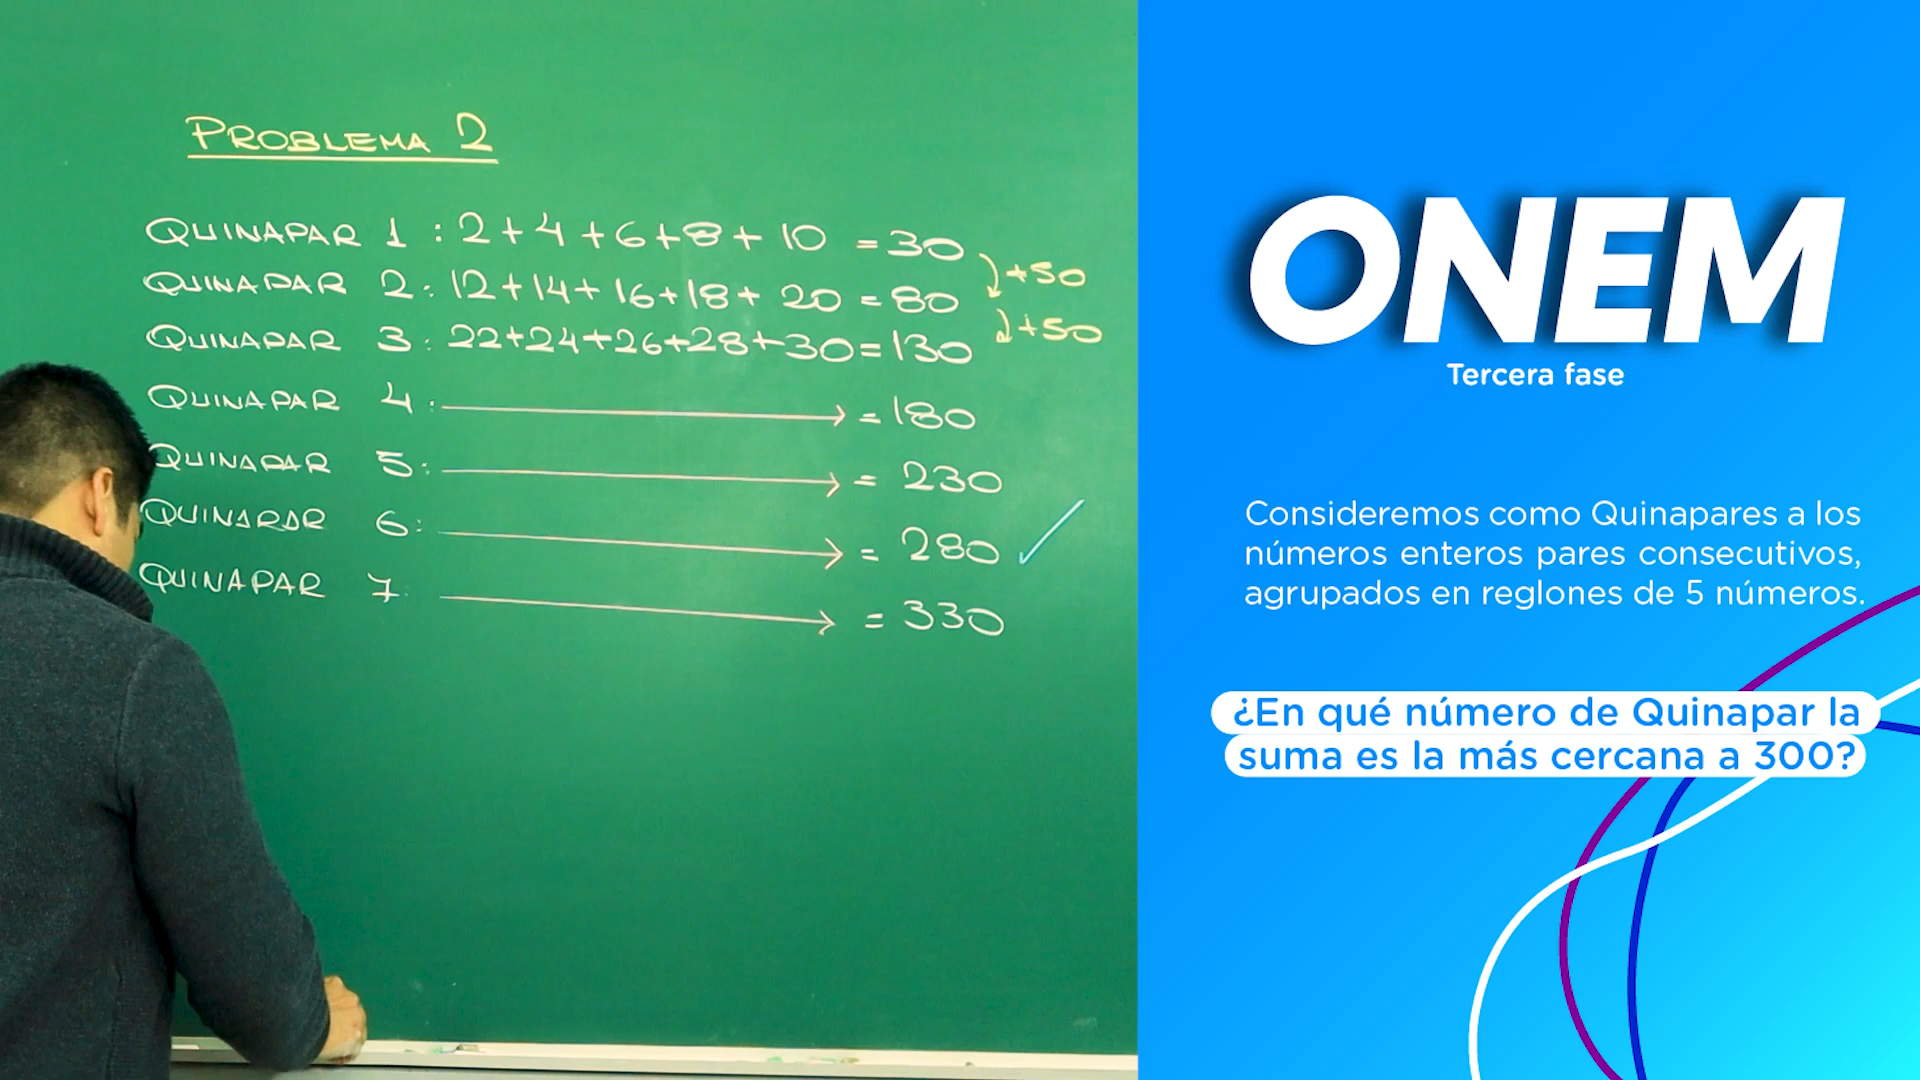 PROBLEMA 2
QUINAPAR 1 : 2+4+6+8+10 =30
+50
QUINAPAR 2: 12+14+16+18+ 20 =80
+50
QUINAPAR 3: 22+24+26+28+30=130
QUINAPAR 4: =180
QUINAPAR 5: = 230
QUINAPAR 6: = 280
QUINAPAR 7: = 330
ONEM
Tercera fase
Consideremos como Quinapares a los
números enteros pares consecutivos,
agrupados en reglones de 5 números.
¿En qué número de Quinapar la
suma es la más cercana a 300?